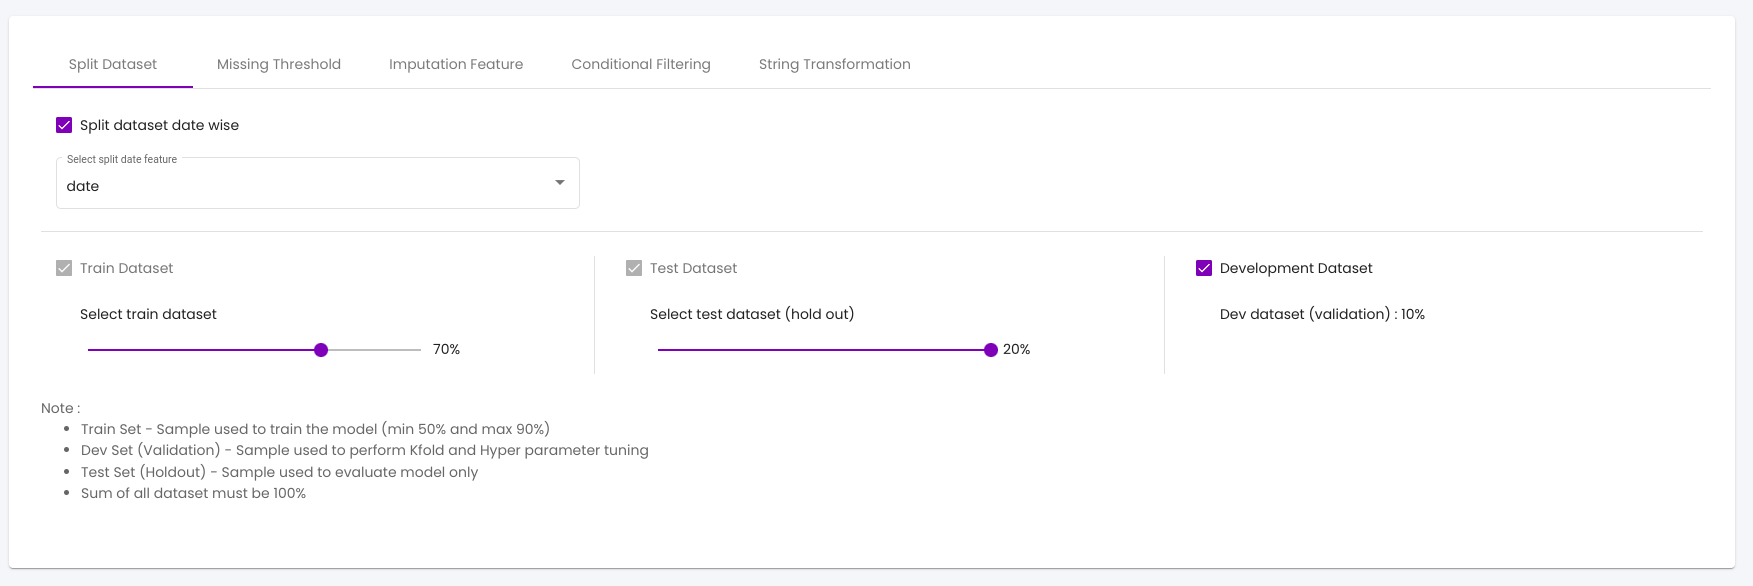 Split Dataset Missing Threshold Imputation Feature Conditional Filtering String Transformation
Split dataset date wise
Select split date feature
date
Train Dataset Test Dataset Development Dataset
Select train dataset Select test dataset (hold out) Dev dataset (validation) : 10%
70% 20%
Note :
• Train Set - Sample used to train the model (min 50% and max 90%)
• Dev Set (Validation) - Sample used to perform Kfold and Hyper parameter tuning
• Test Set (Holdout) - Sample used to evaluate model only
• Sum of all dataset must be 100%